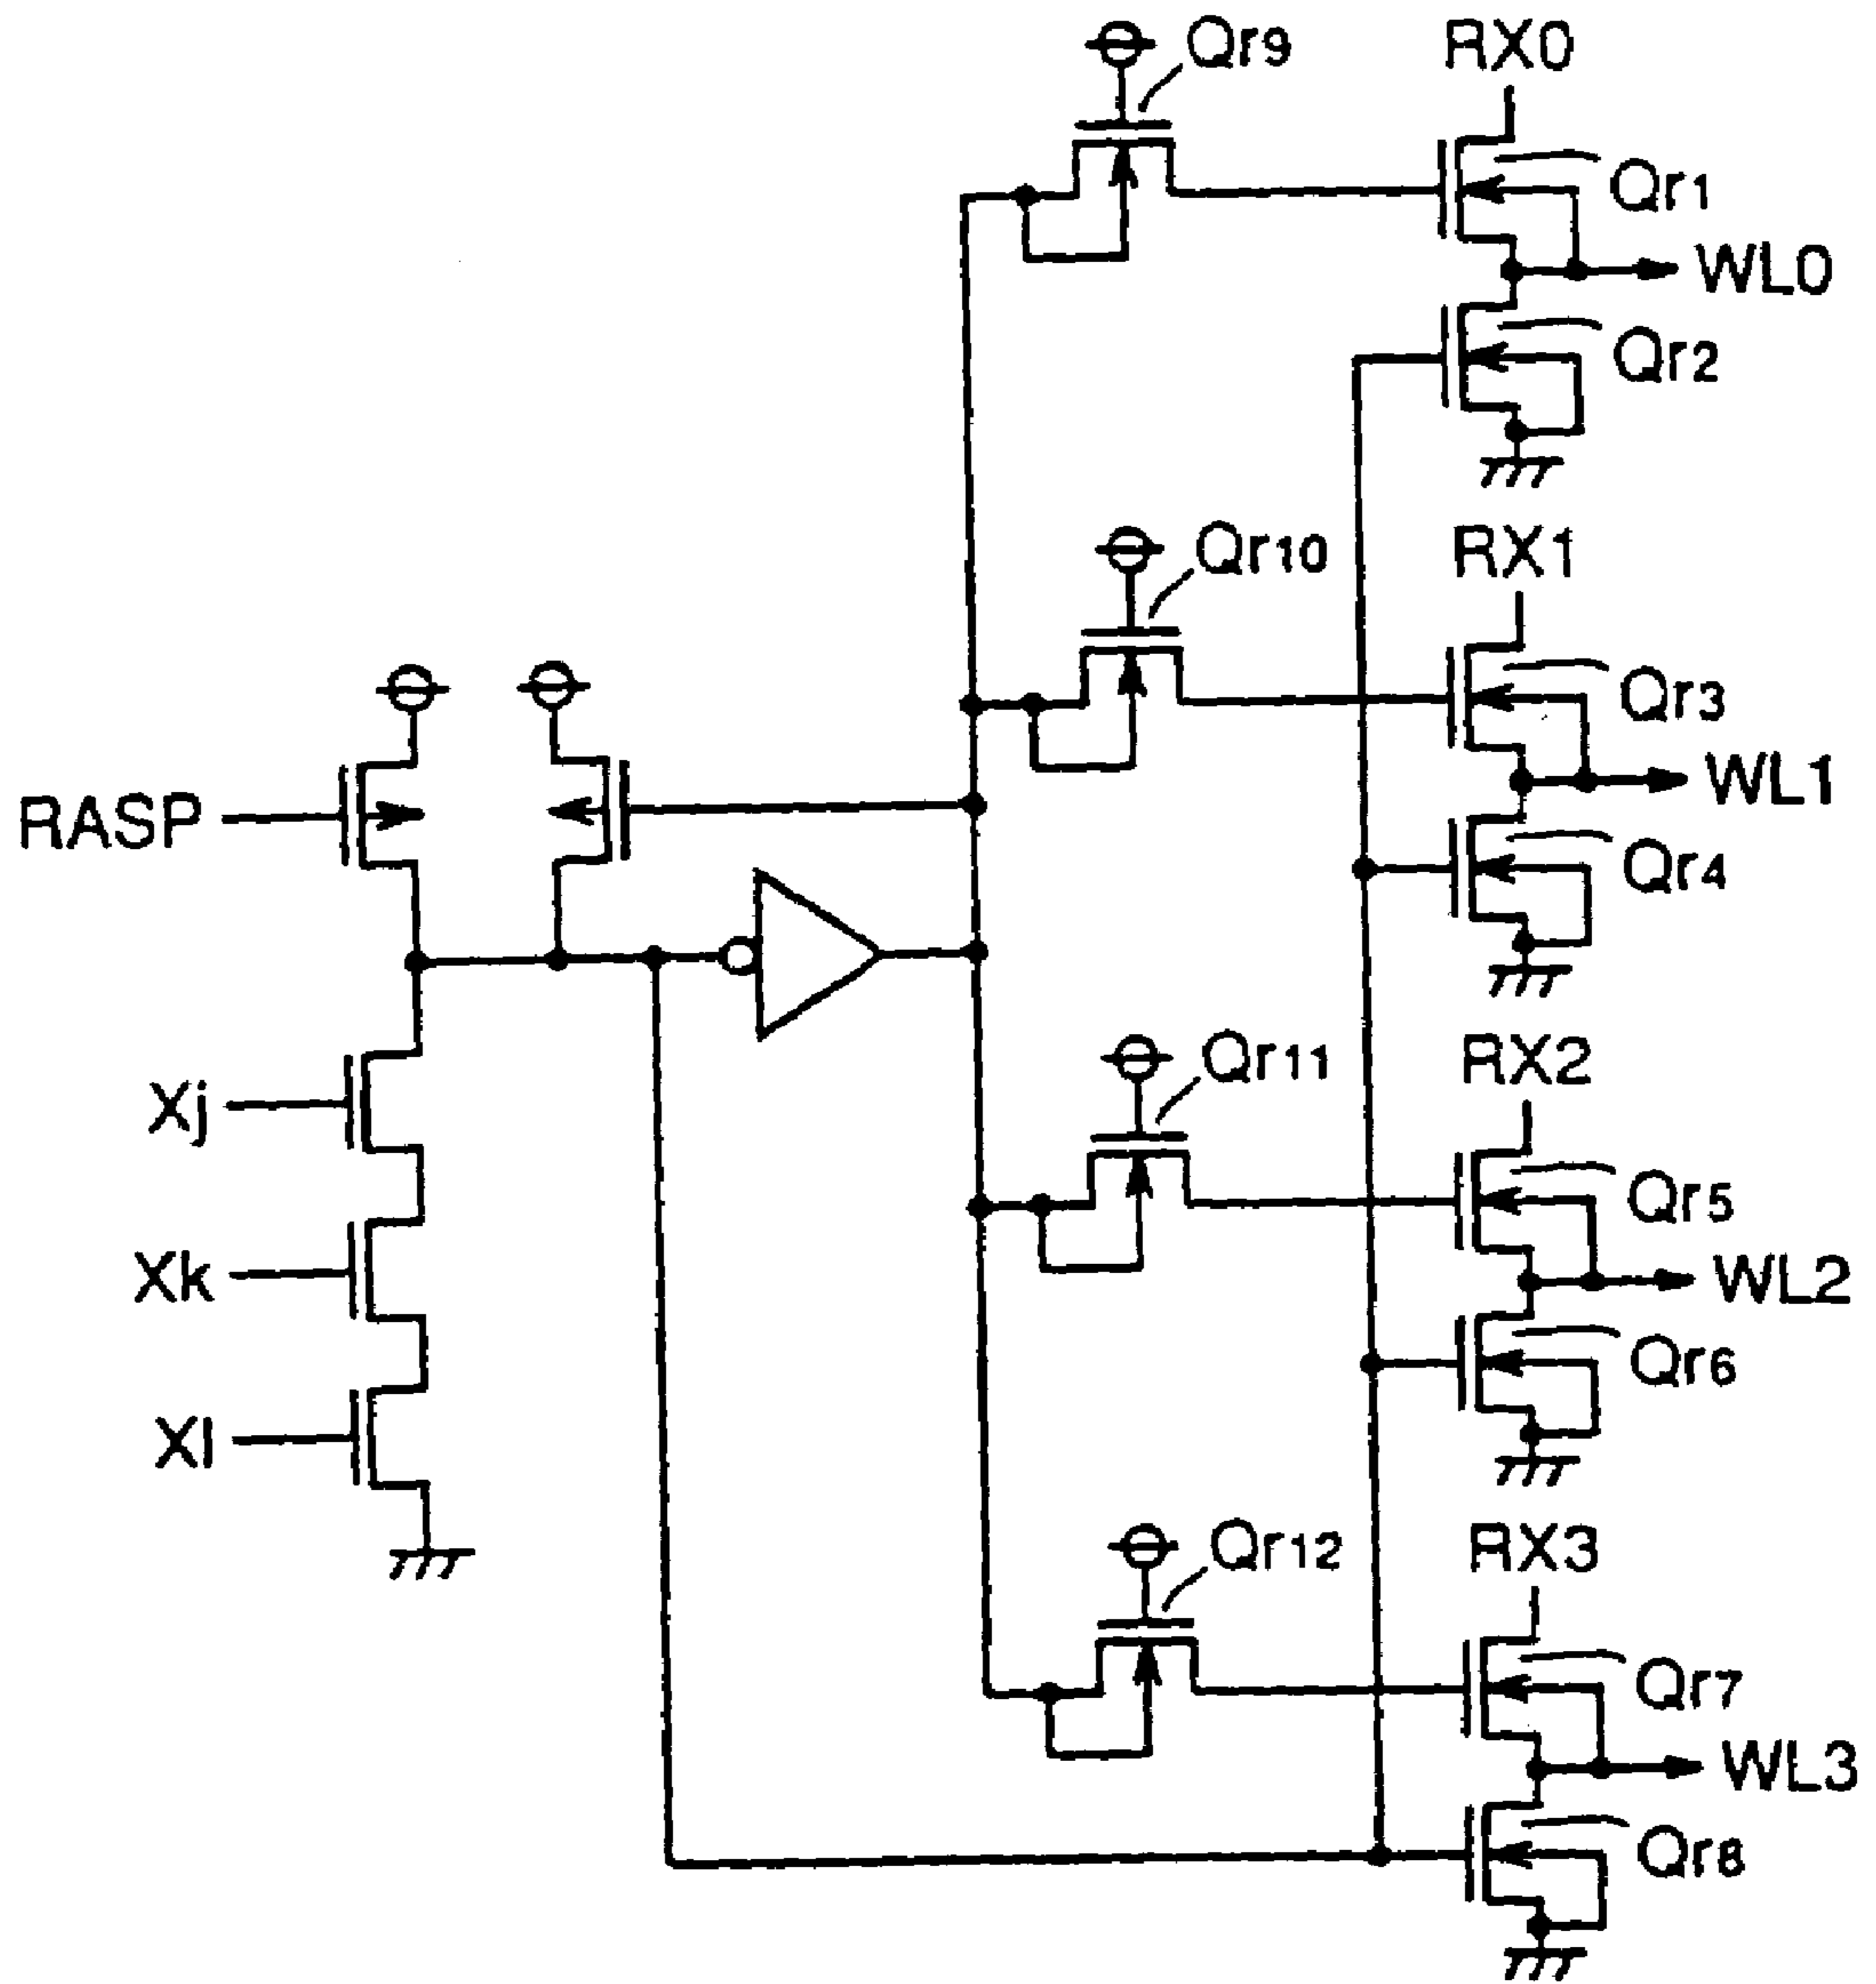 Qr9
RX0
Qr1
WL0
Qr2
Qr10
RX1
Qr3
WL1
RASP
Qr4
Qr11
RX2
Xj
Qr5
Xk
WL2
Qr6
Xl
Qr12
RX3
Qr7
WL3
Qr8